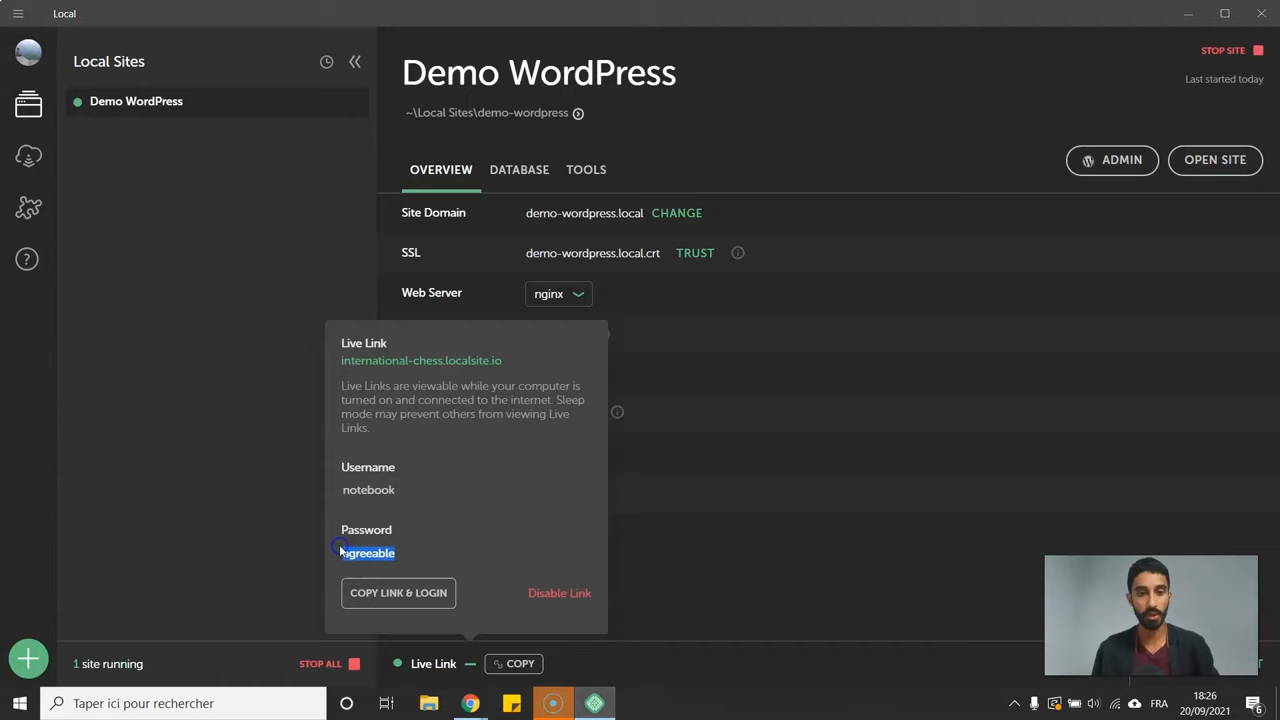 Local
Local Sites
Demo WordPress
Demo WordPress
~\Local Sites\demo-wordpress
STOP SITE
Last started today
OVERVIEW
DATABASE
TOOLS
ADMIN
OPEN SITE
Site Domain
demo-wordpress.local
CHANGE
SSL
demo-wordpress.local.crt
TRUST
Web Server
nginx
Live Link
international-chess.localsite.io
Live Links are viewable while your computer is
turned on and connected to the internet. Sleep
mode may prevent others from viewing Live
Links.
Username
notebook
Password
agreeable
COPY LINK & LOGIN
Disable Link
1 site running
STOP ALL
Live Link
COPY
Taper ici pour rechercher
FRA
18:26
20/09/2021
6